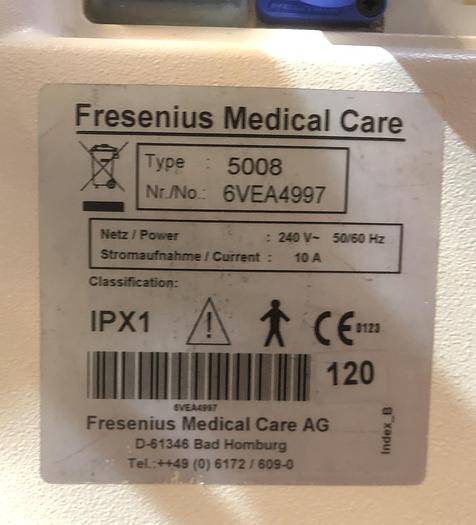 Fresenius Medical Care
Type : 5008
Nr./No.: 6VEA4997
Netz / Power : 240 V~ 50/60 Hz
Stromaufnahme / Current : 10 A
Classification:
IPX1
CE 0123
120
6VEA4997
Fresenius Medical Care AG
D-61346 Bad Homburg
Tel.:++49 (0) 6172 / 609-0
Index_B